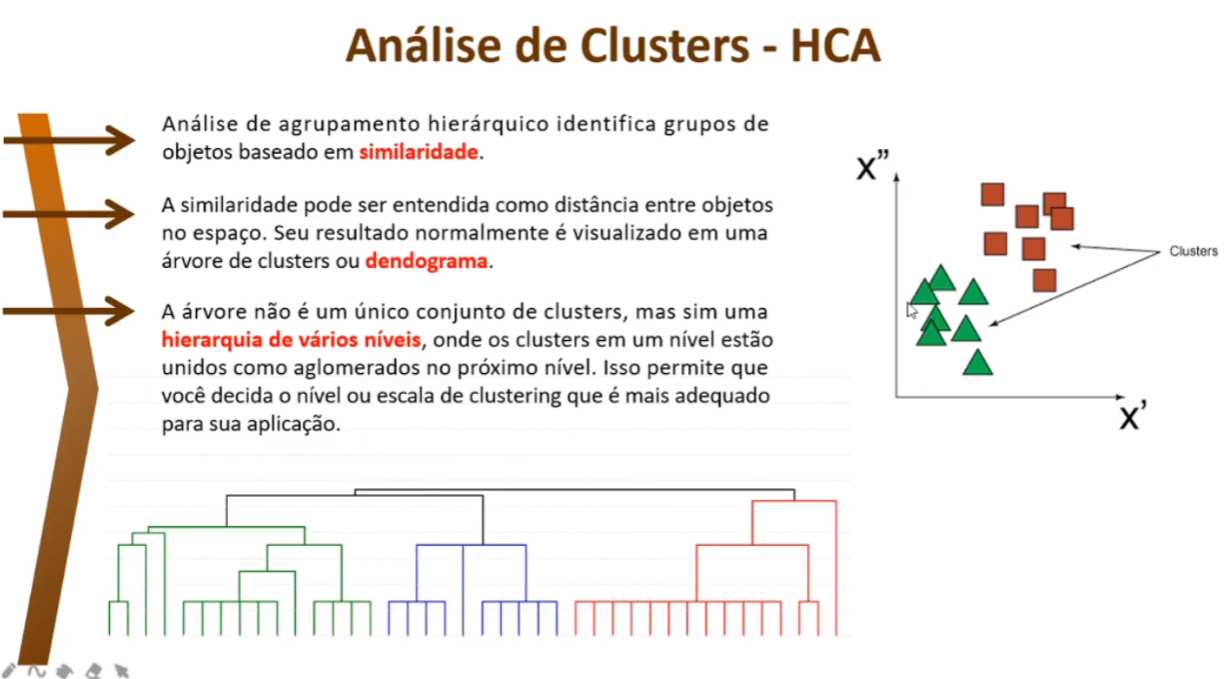 Análise de Clusters - HCA
Análise de agrupamento hierárquico identifica grupos de
objetos baseado em similaridade.
A similaridade pode ser entendida como distância entre objetos
no espaço. Seu resultado normalmente é visualizado em uma
árvore de clusters ou dendograma.
A árvore não é um único conjunto de clusters, mas sim uma
hierarquia de vários níveis, onde os clusters em um nível estão
unidos como aglomerados no próximo nível. Isso permite que
você decida o nível ou escala de clustering que é mais adequado
para sua aplicação.
X”
Clusters
X’